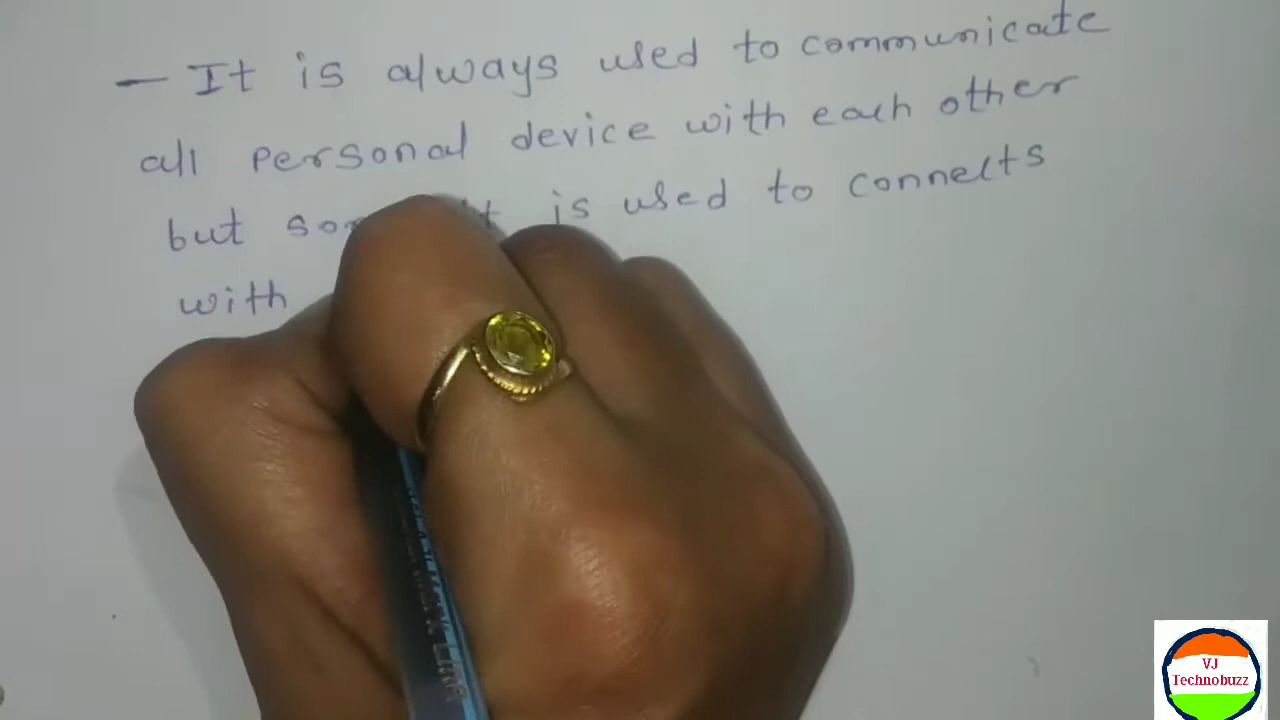 - It is always used to communicate
all personal device with each other
but it is used to connects
with
VJ
Technobuzz